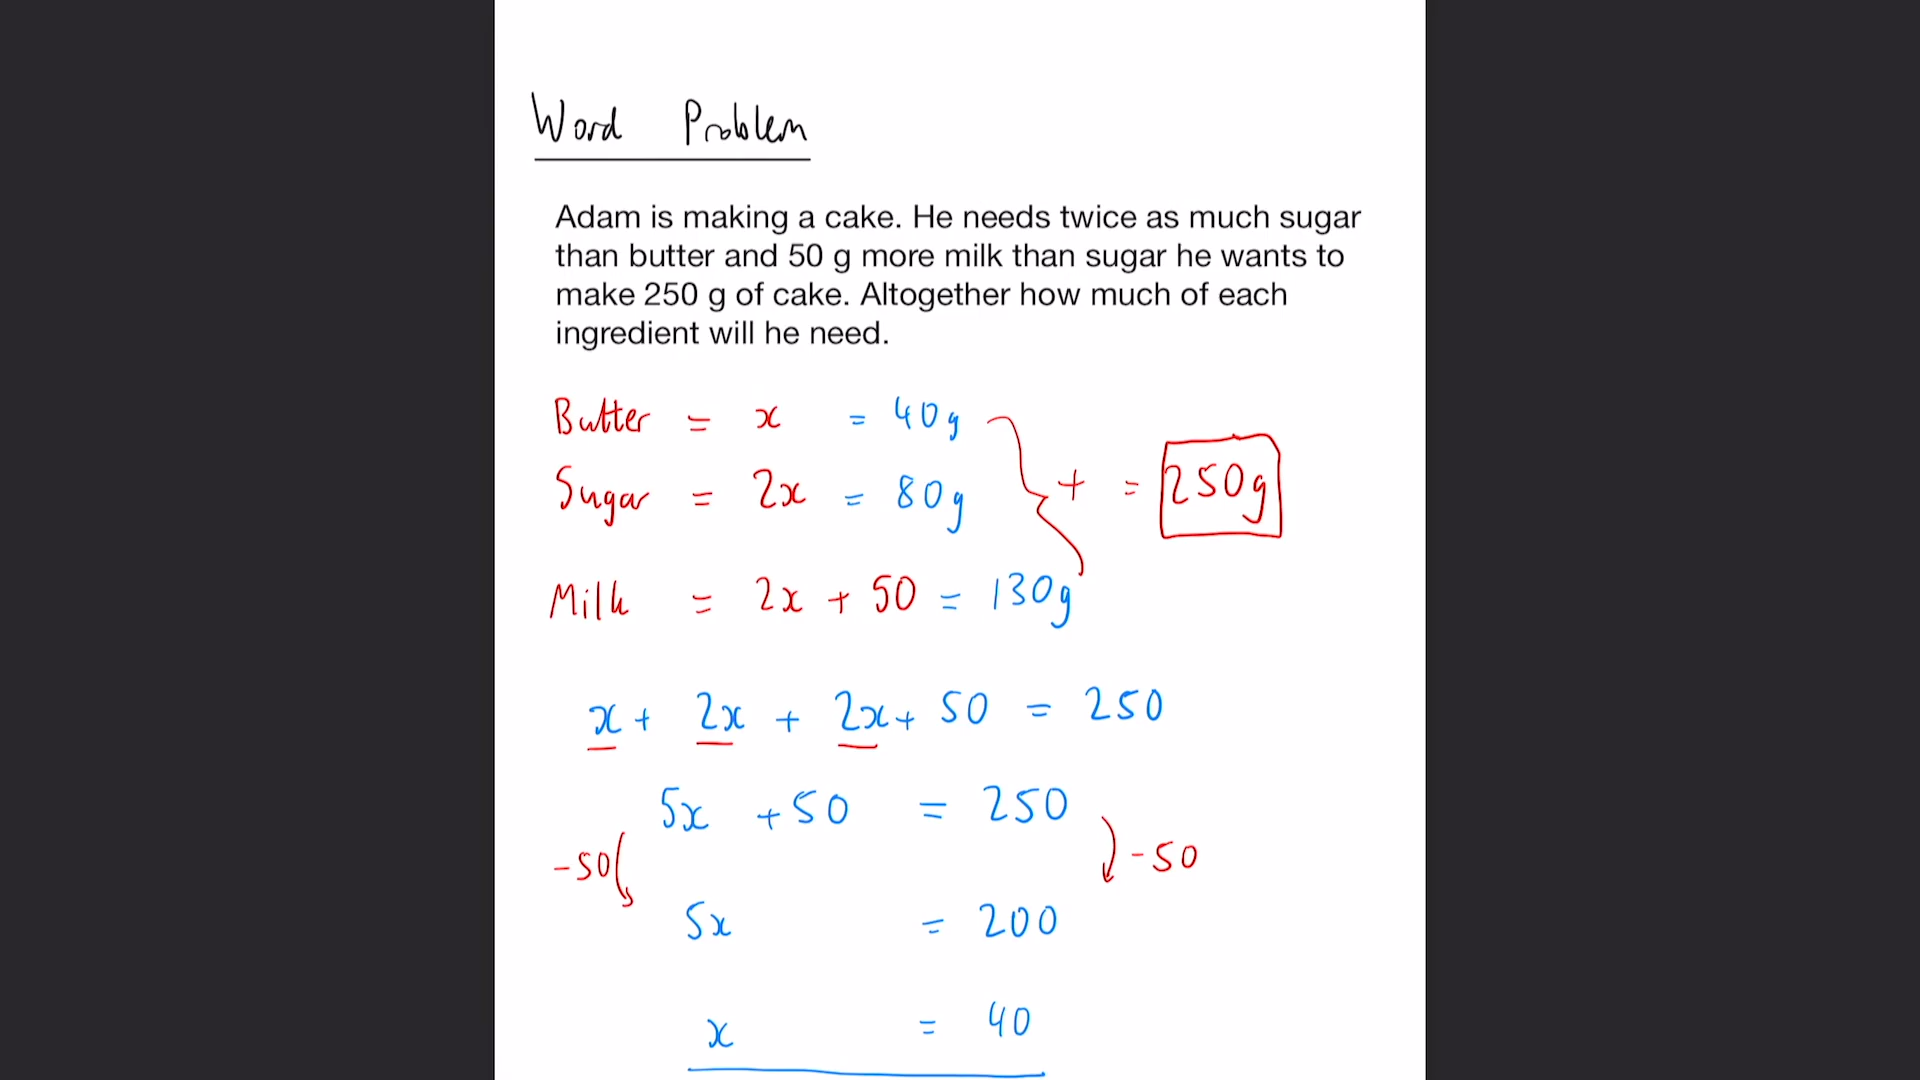 Word Problem
Adam is making a cake. He needs twice as much sugar
than butter and 50 g more milk than sugar he wants to
make 250 g of cake. Altogether how much of each
ingredient will he need.
Butter = x = 40g
Sugar = 2x = 80g
+ = 250g
Milk = 2x + 50 = 130g
x + 2x + 2x + 50 = 250
5x + 50 = 250
-50 -50
5x = 200
x = 40